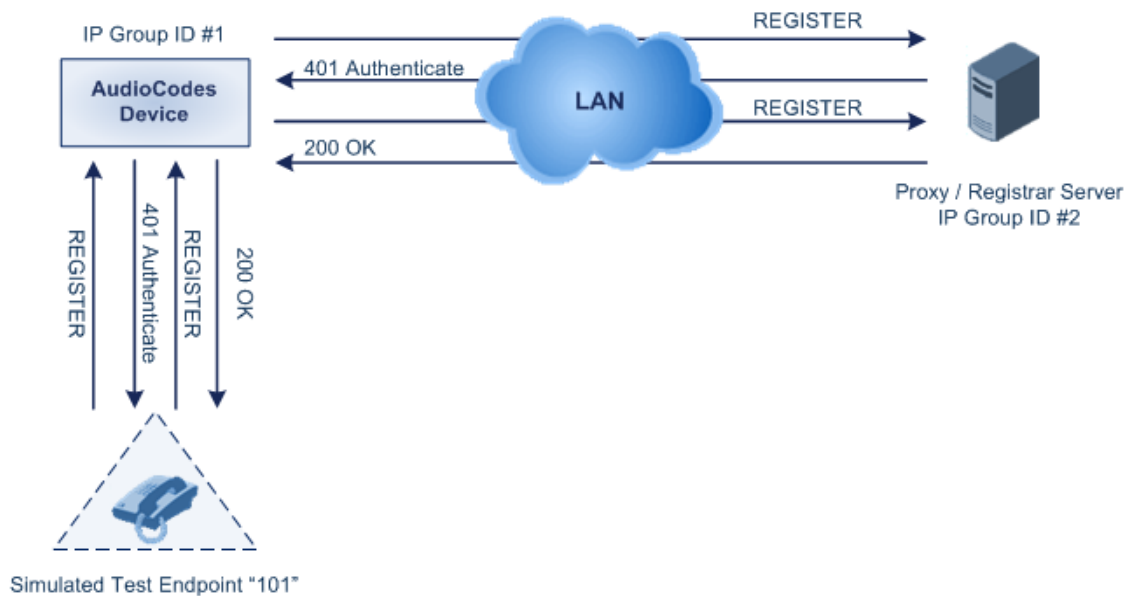 IP Group ID #1
REGISTER
401 Authenticate
AudioCodes
Device
LAN
REGISTER
200 OK
Proxy / Registrar Server
IP Group ID #2
REGISTER
401 Authenticate
REGISTER
200 OK
Simulated Test Endpoint “101”